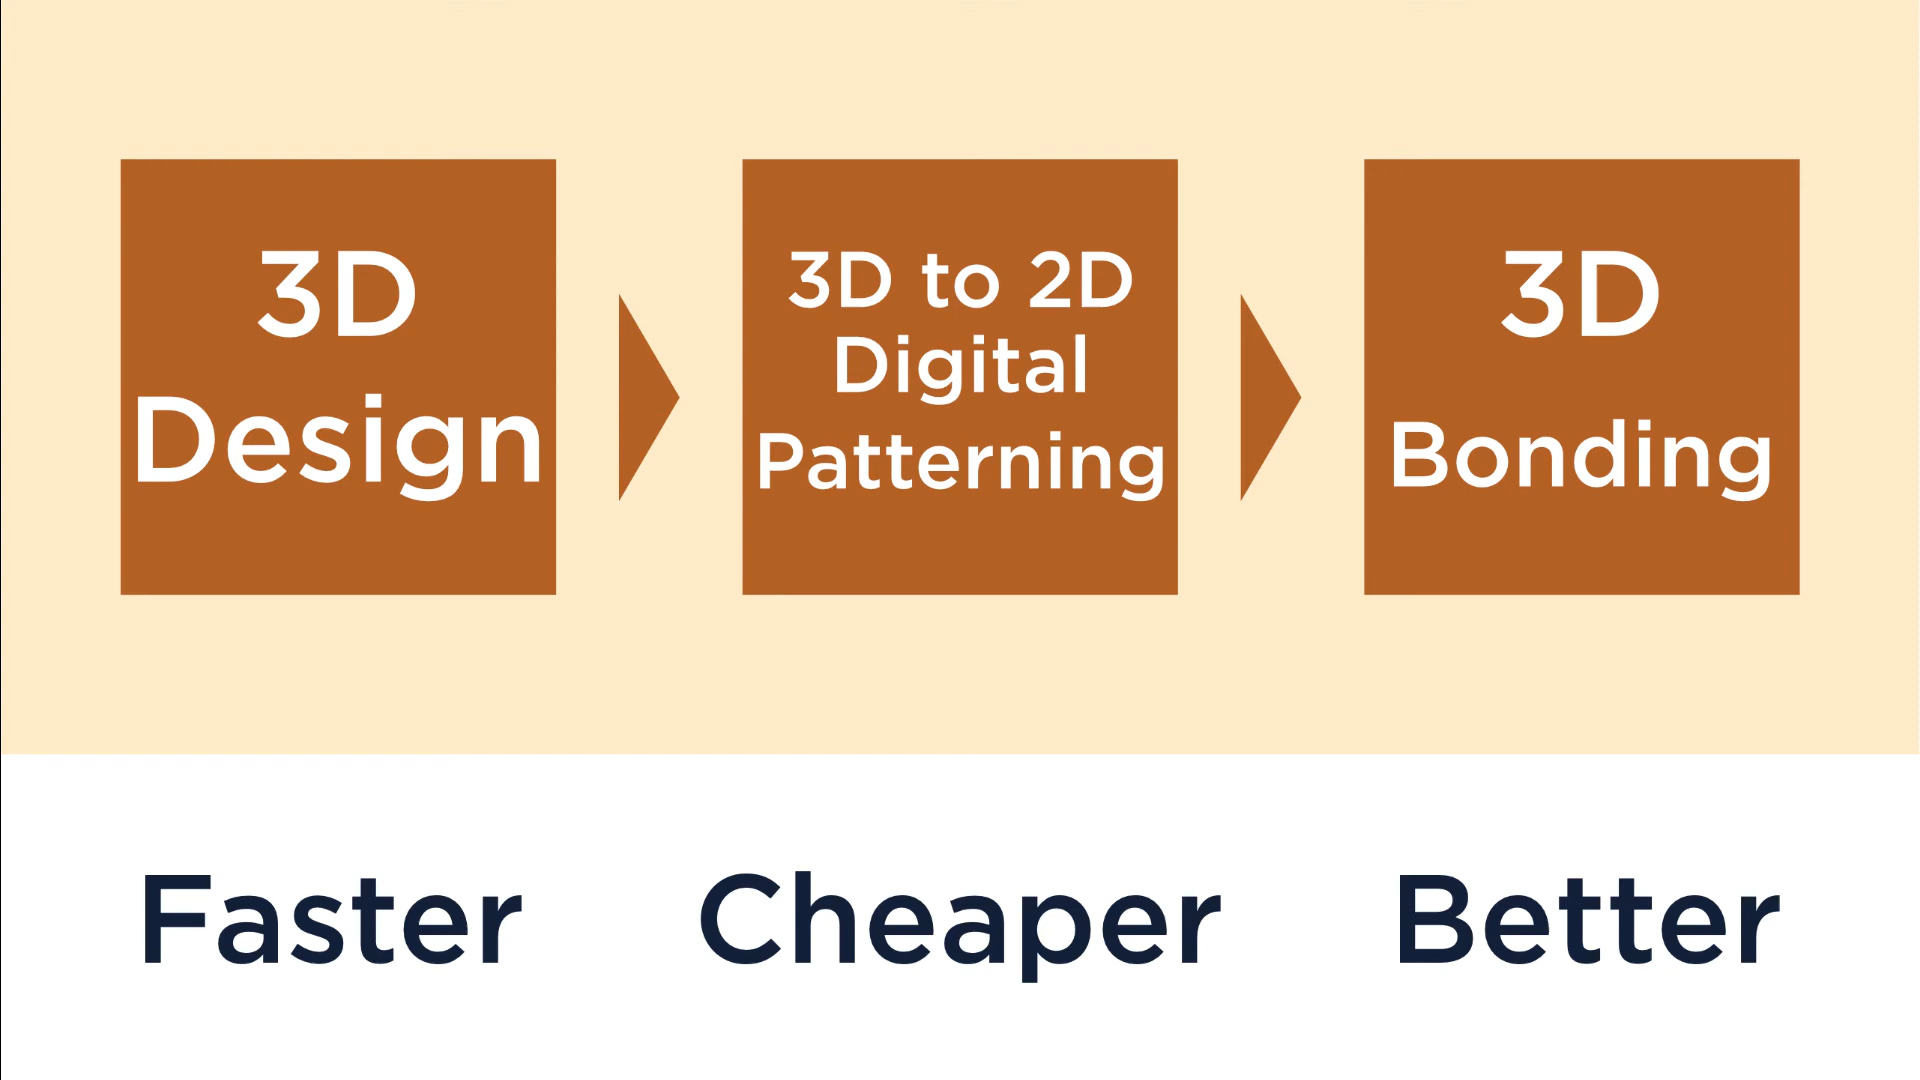 3D
Design
3D to 2D
Digital
Patterning
3D
Bonding
Faster
Cheaper
Better